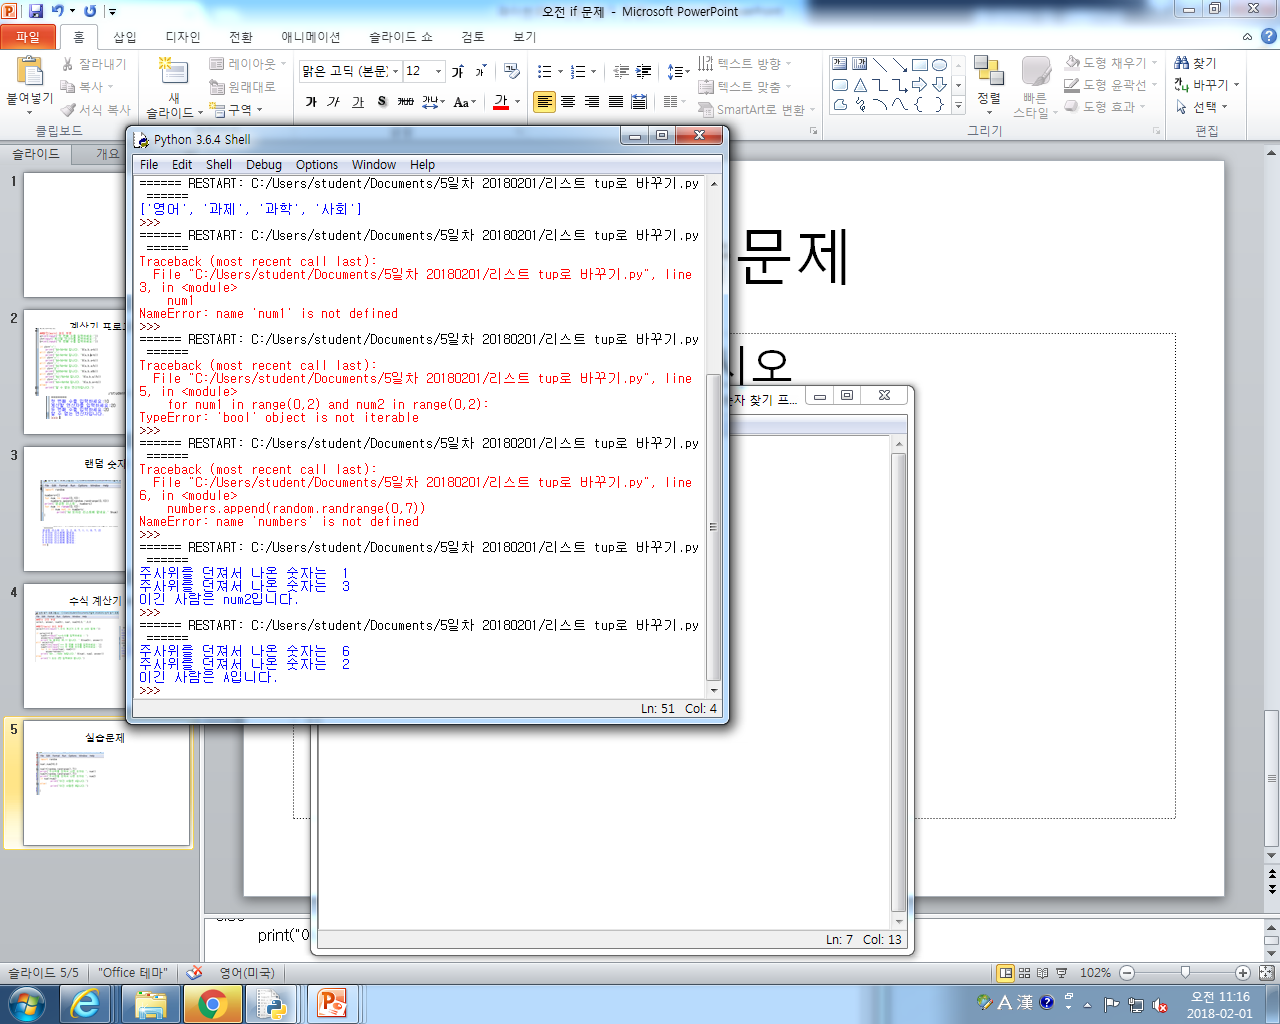 오전 if 문제 - Microsoft PowerPoint
파일 홈 삽입 디자인 전환 애니메이션 슬라이드 쇼 검토 보기
붙여넣기 잘라내기 복사 서식 복사 클립보드
새 슬라이드 레이아웃 원래대로 구역
맑은 고딕 (본문) 12
가 가 가 S abc 가나 Aa 가
텍스트 방향 텍스트 맞춤 SmartArt로 변환
정렬 빠른 스타일 도형 채우기 도형 윤곽선 도형 효과 그리기
찾기 바꾸기 선택 편집
슬라이드 개요
1
2
계산기 프로
3
랜덤 숫자
4
수식 계산기
5
실습문제
문제
시오
Python 3.6.4 Shell
File Edit Shell Debug Options Window Help
====== RESTART: C:/Users/student/Documents/5일차 20180201/리스트 tup로 바꾸기.py
======
['영어', '과제', '과학', '사회']
>>>
====== RESTART: C:/Users/student/Documents/5일차 20180201/리스트 tup로 바꾸기.py
======
Traceback (most recent call last):
File "C:/Users/student/Documents/5일차 20180201/리스트 tup로 바꾸기.py", line
3, in <module>
num1
NameError: name 'num1' is not defined
>>>
====== RESTART: C:/Users/student/Documents/5일차 20180201/리스트 tup로 바꾸기.py
======
Traceback (most recent call last):
File "C:/Users/student/Documents/5일차 20180201/리스트 tup로 바꾸기.py", line
5, in <module>
for num1 in range(0,2) and num2 in range(0,2):
TypeError: 'bool' object is not iterable
>>>
====== RESTART: C:/Users/student/Documents/5일차 20180201/리스트 tup로 바꾸기.py
======
Traceback (most recent call last):
File "C:/Users/student/Documents/5일차 20180201/리스트 tup로 바꾸기.py", line
6, in <module>
numbers.append(random.randrange(0,7))
NameError: name 'numbers' is not defined
>>>
====== RESTART: C:/Users/student/Documents/5일차 20180201/리스트 tup로 바꾸기.py
======
주사위를 던져서 나온 숫자는 1
주사위를 던져서 나온 숫자는 3
이긴 사람은 num2입니다.
>>>
====== RESTART: C:/Users/student/Documents/5일차 20180201/리스트 tup로 바꾸기.py
======
주사위를 던져서 나온 숫자는 6
주사위를 던져서 나온 숫자는 2
이긴 사람은 A입니다.
>>>
Ln: 51 Col: 4
숫자 찾기 프...
Ln: 7 Col: 13
print("0
슬라이드 5/5 "Office 테마" 영어(미국) 102%
A 漢
오전 11:16
2018-02-01